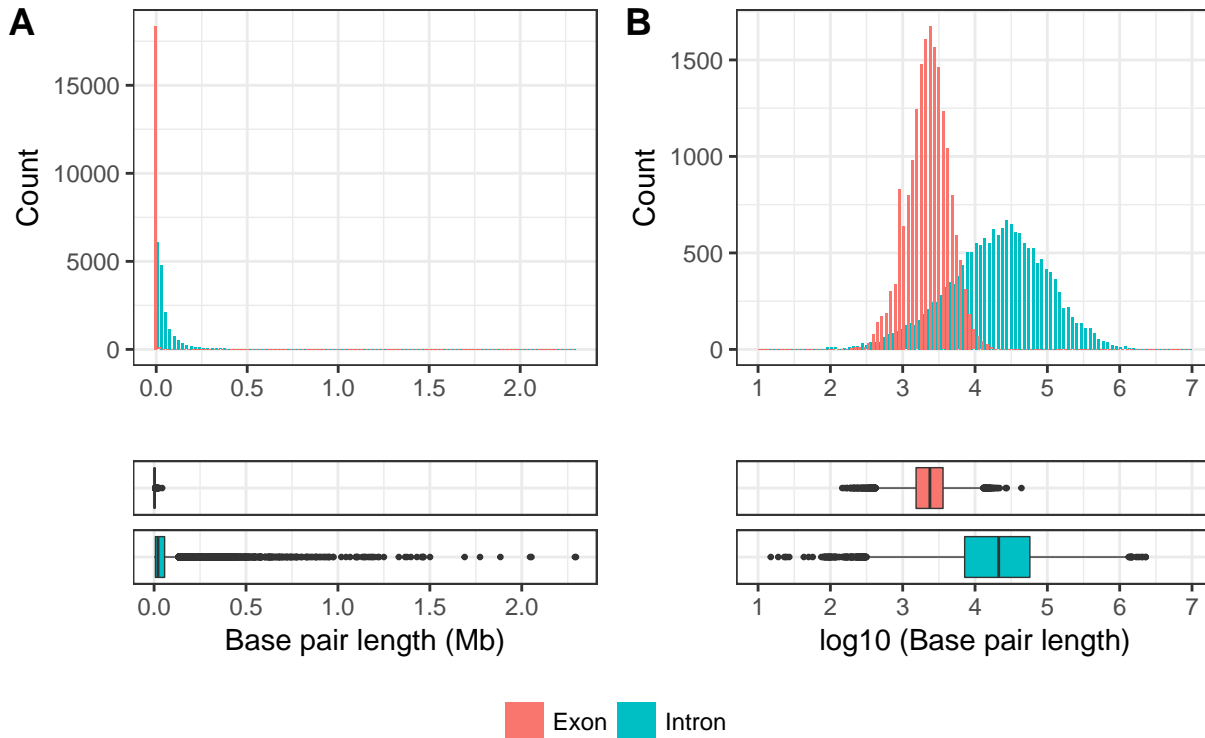 A
Count
15000
10000
5000
0
0.0 0.5 1.0 1.5 2.0
0.0 0.5 1.0 1.5 2.0
Base pair length (Mb)
B
Count
1500
1000
500
0
1 2 3 4 5 6 7
1 2 3 4 5 6 7
log10 (Base pair length)
Exon Intron